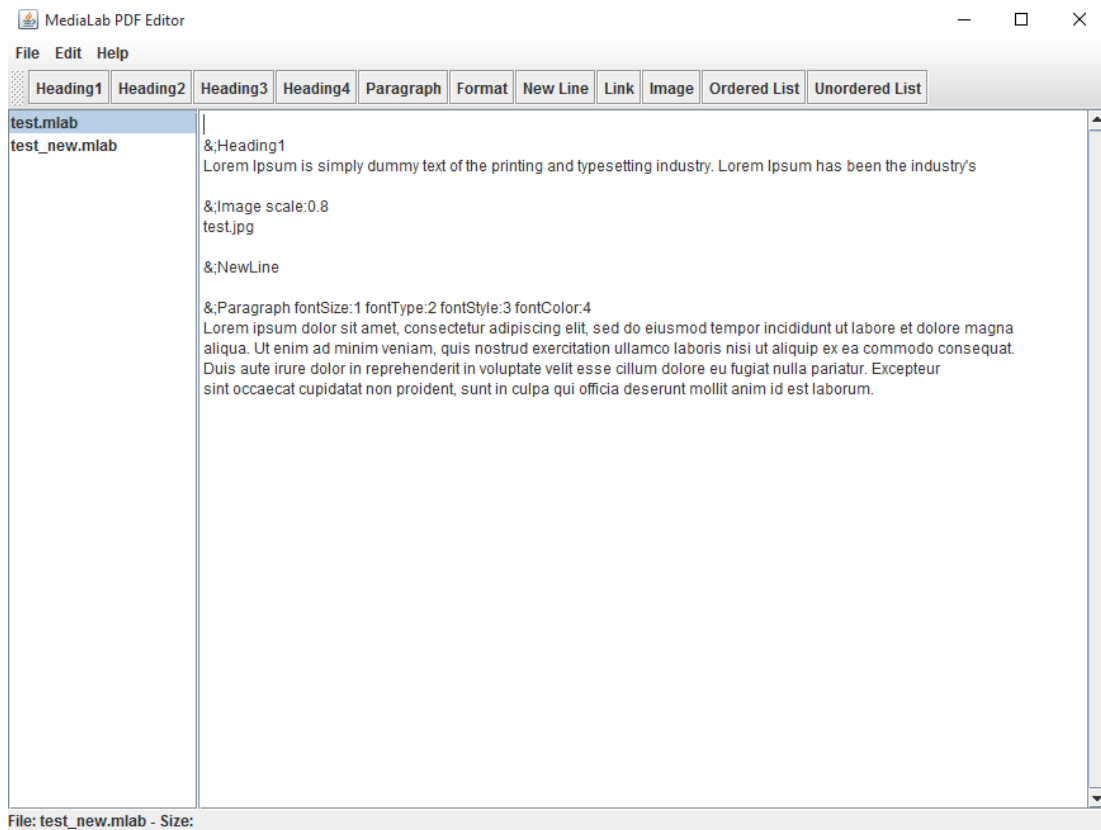 MediaLab PDF Editor
File Edit Help
Heading1 Heading2 Heading3 Heading4 Paragraph Format New Line Link Image Ordered List Unordered List
test.mlab
test_new.mlab
&;Heading1
Lorem Ipsum is simply dummy text of the printing and typesetting industry. Lorem Ipsum has been the industry's
&;Image scale:0.8
test.jpg
&;NewLine
&;Paragraph fontSize:1 fontType:2 fontStyle:3 fontColor:4
Lorem ipsum dolor sit amet, consectetur adipiscing elit, sed do eiusmod tempor incididunt ut labore et dolore magna
aliqua. Ut enim ad minim veniam, quis nostrud exercitation ullamco laboris nisi ut aliquip ex ea commodo consequat.
Duis aute irure dolor in reprehenderit in voluptate velit esse cillum dolore eu fugiat nulla pariatur. Excepteur
sint occaecat cupidatat non proident, sunt in culpa qui officia deserunt mollit anim id est laborum.
File: test_new.mlab - Size: